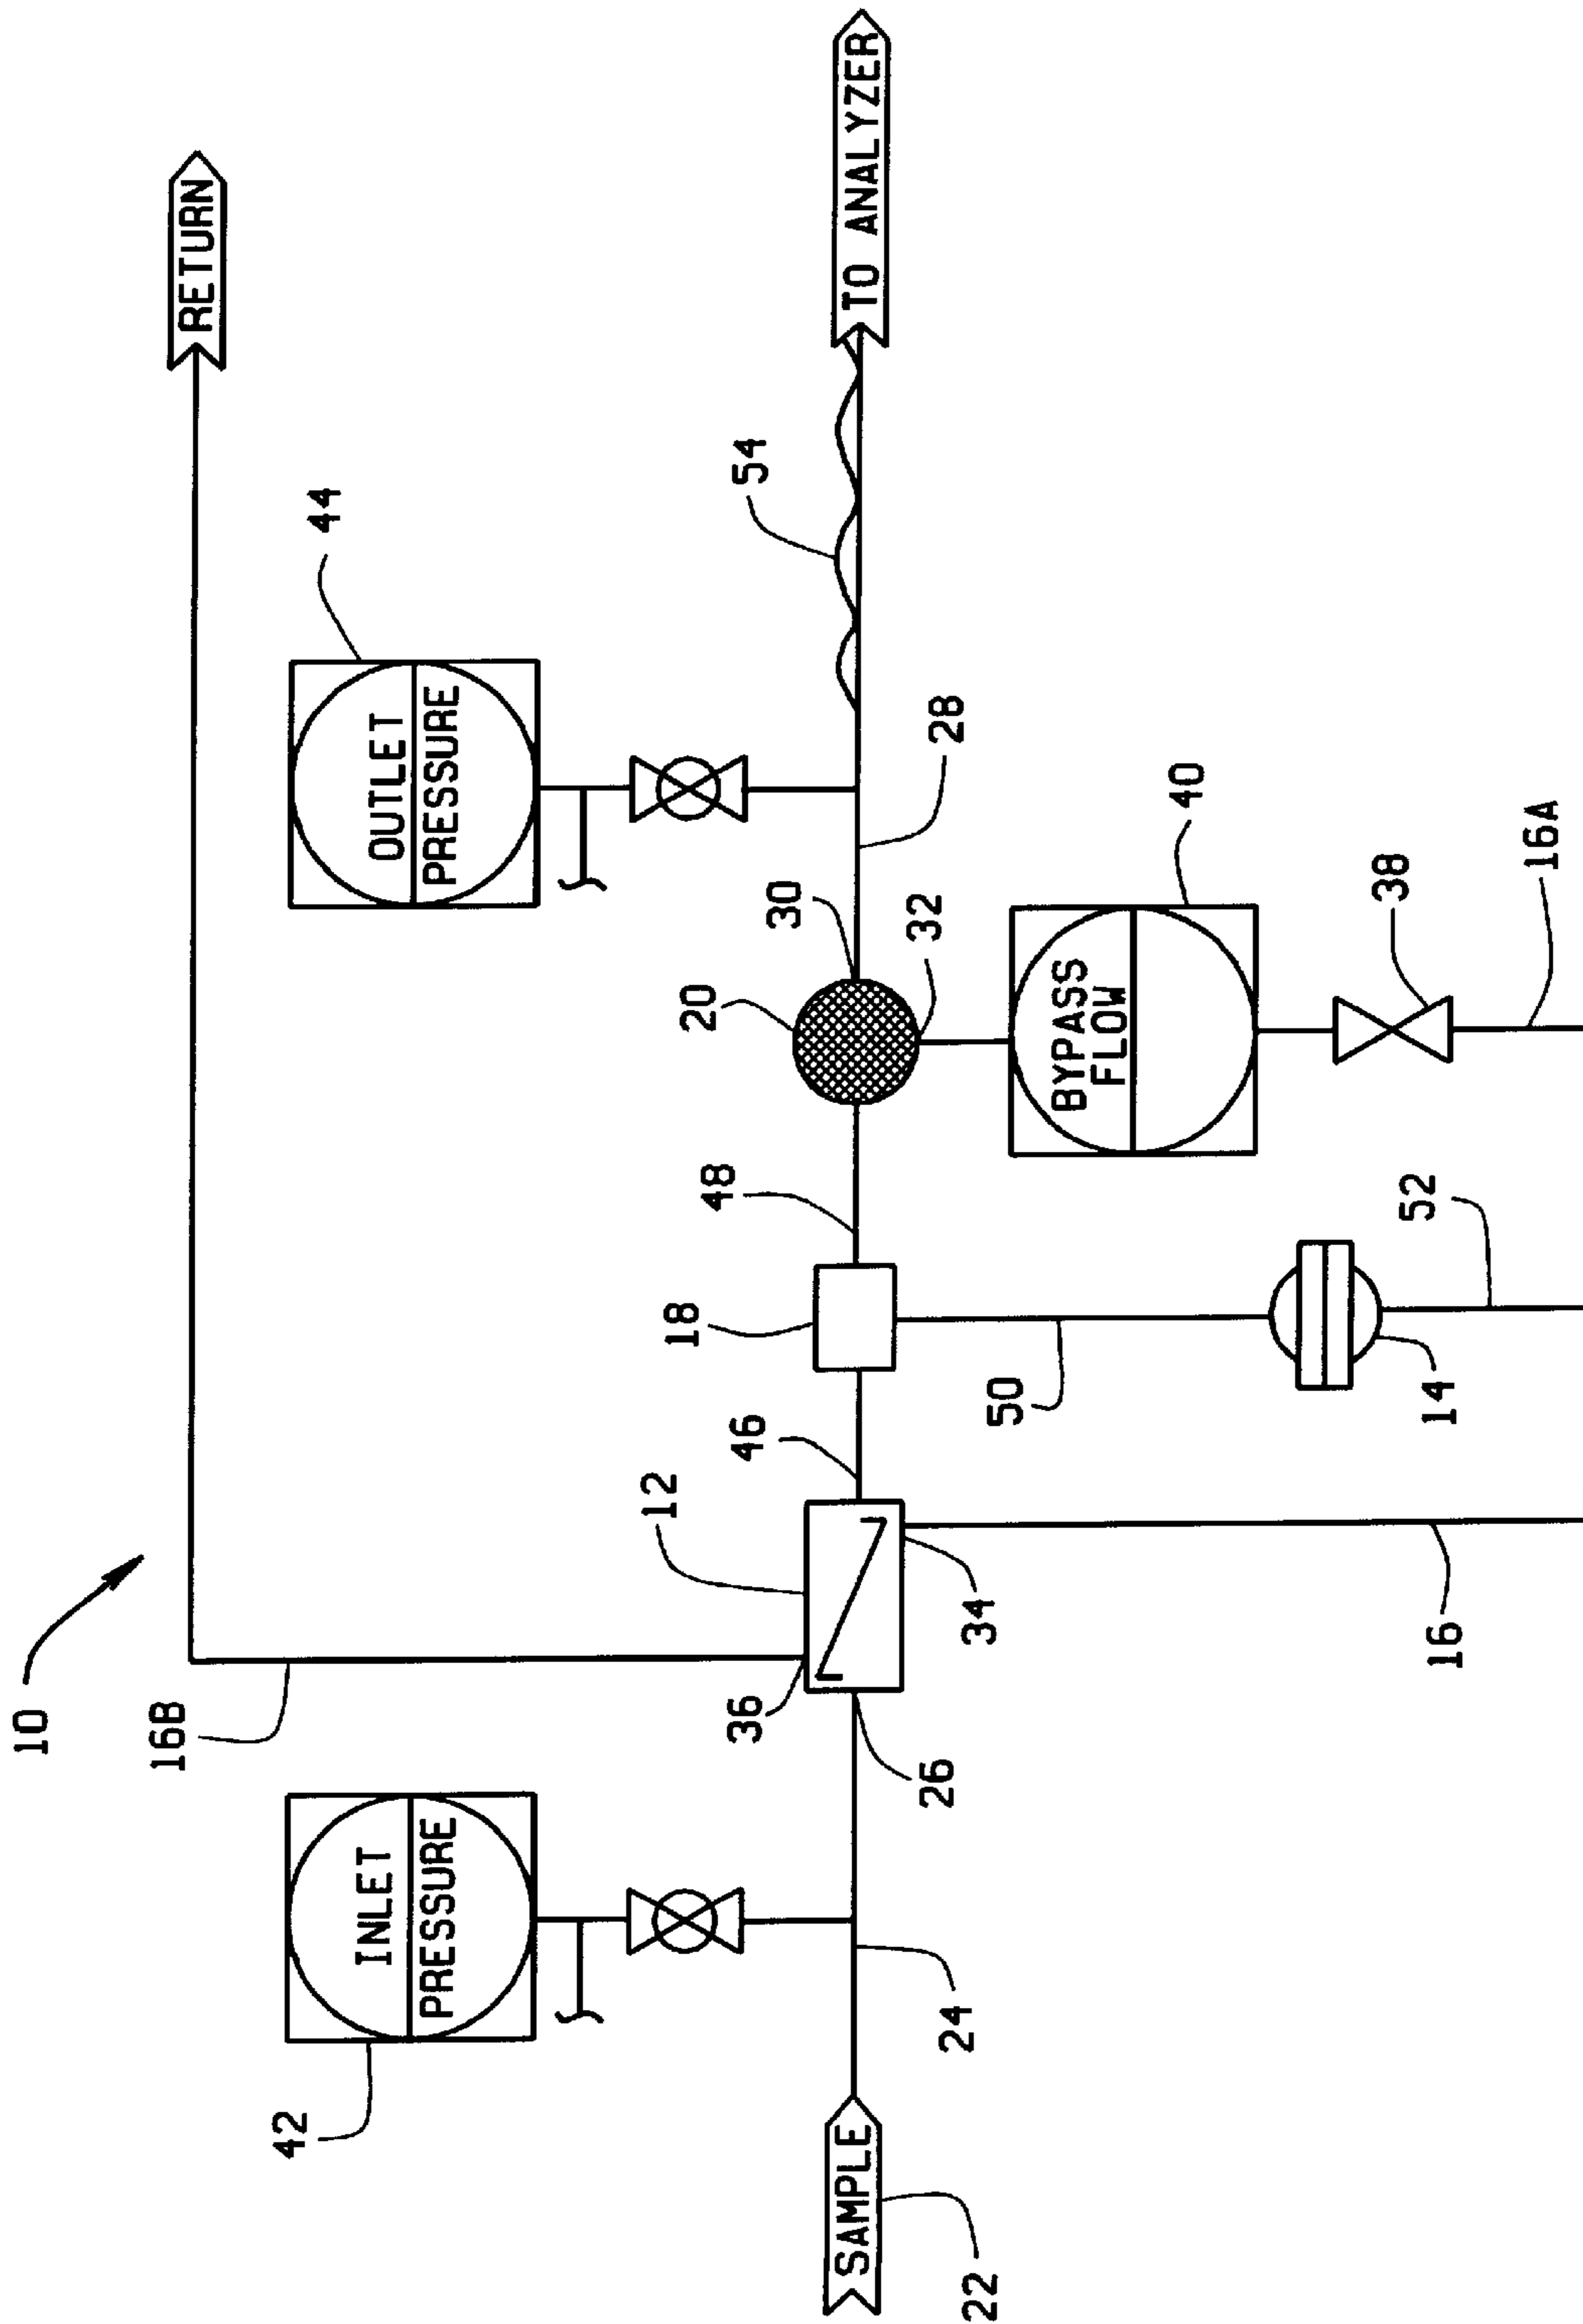 10
RETURN
16B
42
INLET
PRESSURE
44
OUTLET
PRESSURE
12
46
18
48
20
30
54
36
SAMPLE
22
24
26
34
28
32
TO ANALYZER
50
BYPASS
FLOW
40
14
38
16
52
16A